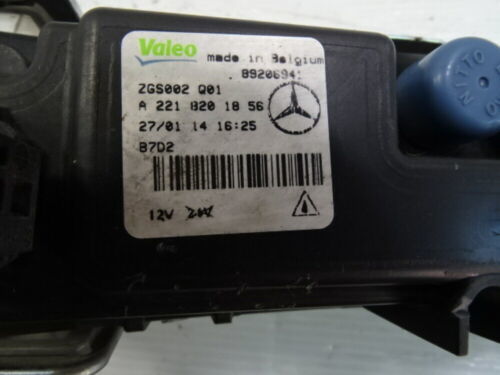 Valeo
made in Belgium
89206941
ZGS002 Q01
A 221 820 18 56
27/01 14 16:25
B7D2
12V 24V
NITTO